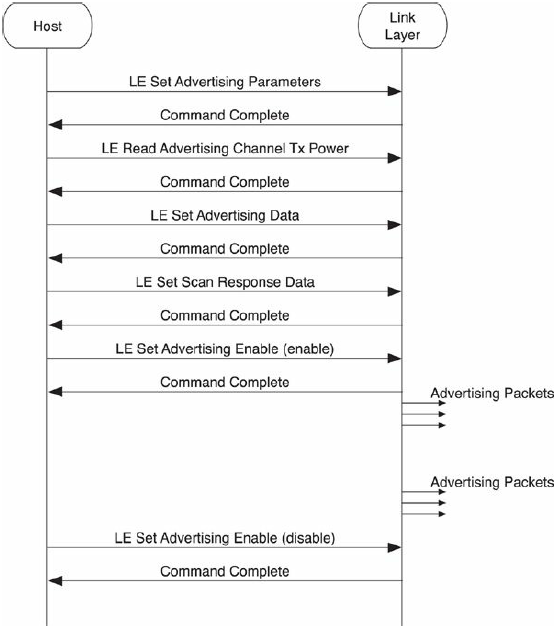 Host
Link
Layer
LE Set Advertising Parameters
Command Complete
LE Read Advertising Channel Tx Power
Command Complete
LE Set Advertising Data
Command Complete
LE Set Scan Response Data
Command Complete
LE Set Advertising Enable (enable)
Command Complete
Advertising Packets
Advertising Packets
LE Set Advertising Enable (disable)
Command Complete